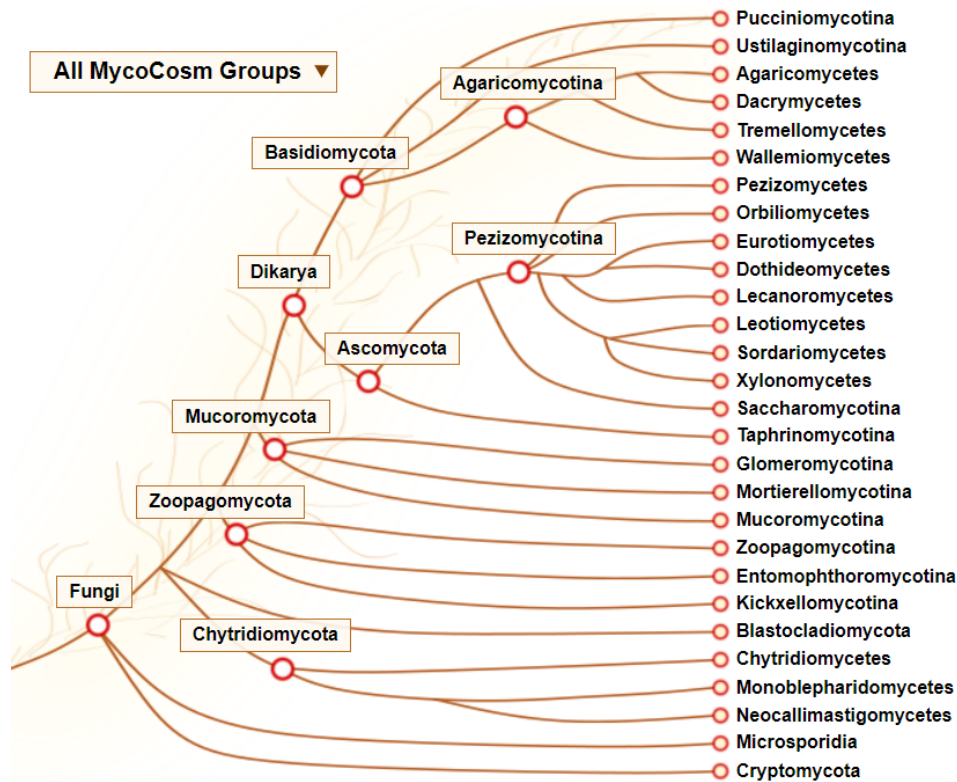 Pucciniomycotina
Ustilaginomycotina
All MycoCosm Groups ▼
Agaricomycotina
Agaricomycetes
Dacrymycetes
Tremellomycetes
Basidiomycota
Wallemiomycetes
Pezizomycetes
Orbiliomycetes
Pezizomycotina
Eurotiomycetes
Dikarya
Dothideomycetes
Lecanoromycetes
Leotiomycetes
Ascomycota
Sordariomycetes
Xylonomycetes
Saccharomycotina
Mucoromycota
Taphrinomycotina
Glomeromycotina
Mortierellomycotina
Zoopagomycota
Mucoromycotina
Zoopagomycotina
Entomophthoromycotina
Fungi
Kickxellomycotina
Blastocladiomycota
Chytridiomycota
Chytridiomycetes
Monoblepharidomycetes
Neocallimastigomycetes
Microsporidia
Cryptomycota